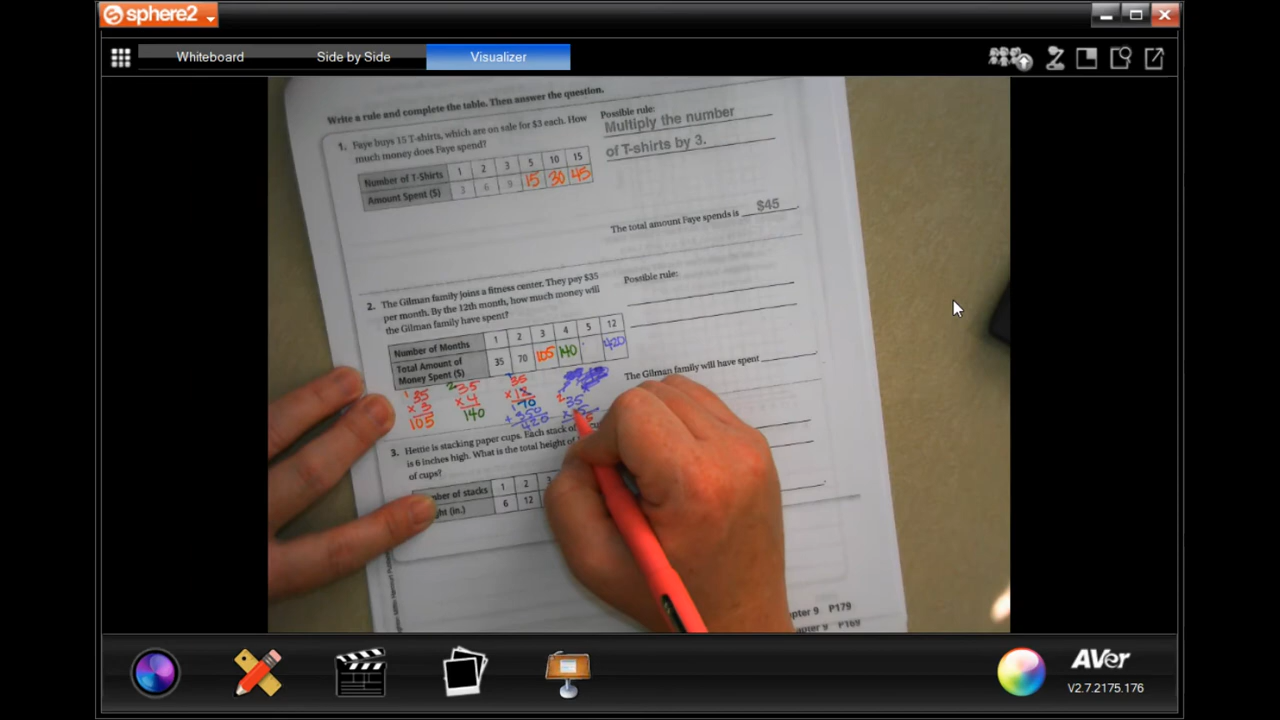 sphere2
Whiteboard
Side by Side
Visualizer
Write a rule and complete the table. Then answer the question.
1. Faye buys 15 T-shirts, which are on sale for $3 each. How
much money does Faye spend?
Number of T-Shirts 1 2 3 5 10 15
Amount Spent ($) 3 6 9 15 30 45
Possible rule:
Multiply the number
of T-shirts by 3.
The total amount Faye spends is $45.
2. The Gilman family joins a fitness center. They pay $35
per month. By the 12th month, how much money will
the Gilman family have spent?
Number of Months 1 2 3 4 5 12
Total Amount of
Money Spent ($) 35 70 105 140 420
Possible rule:
The Gilman family will have spent
1
35
x 3
105
2
35
x 4
140
1
35
x 12
70
+ 350
420
2
35
x
3. Hettie is stacking paper cups. Each stack of
is 6 inches high. What is the total height of
of cups?
of stacks 1 2 3
(in.) 6 12
P179
P169
AVer
V2.7.2175.176